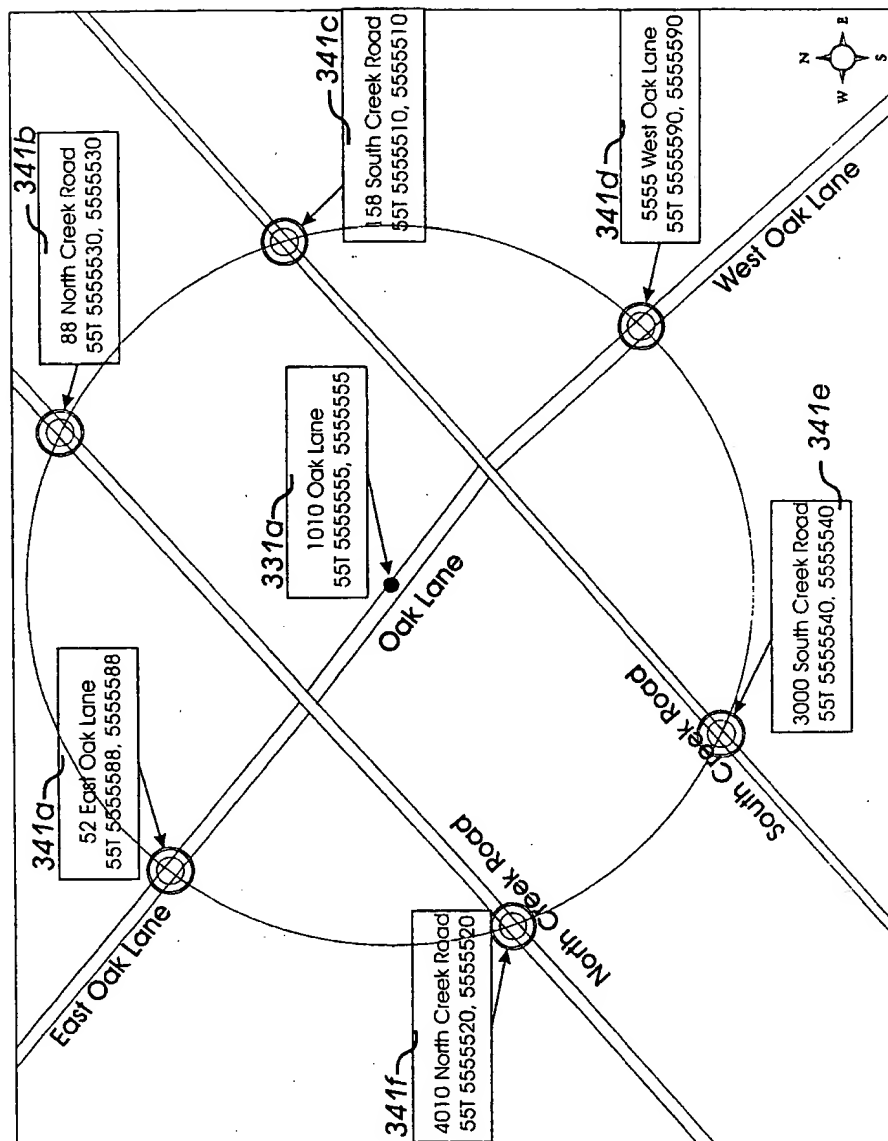 341a
52 East Oak Lane
55T 5555588, 5555588
341b
88 North Creek Road
55T 5555530, 5555530
341c
158 South Creek Road
55T 5555510, 5555510
331a
1010 Oak Lane
55T 5555555, 5555555
341d
5555 West Oak Lane
55T 5555590, 5555590
341e
3000 South Creek Road
55T 5555540, 5555540
341f
4010 North Creek Road
55T 5555520, 5555520
East Oak Lane
Oak Lane
West Oak Lane
North Creek Road
South Creek Road
N
E
S
W